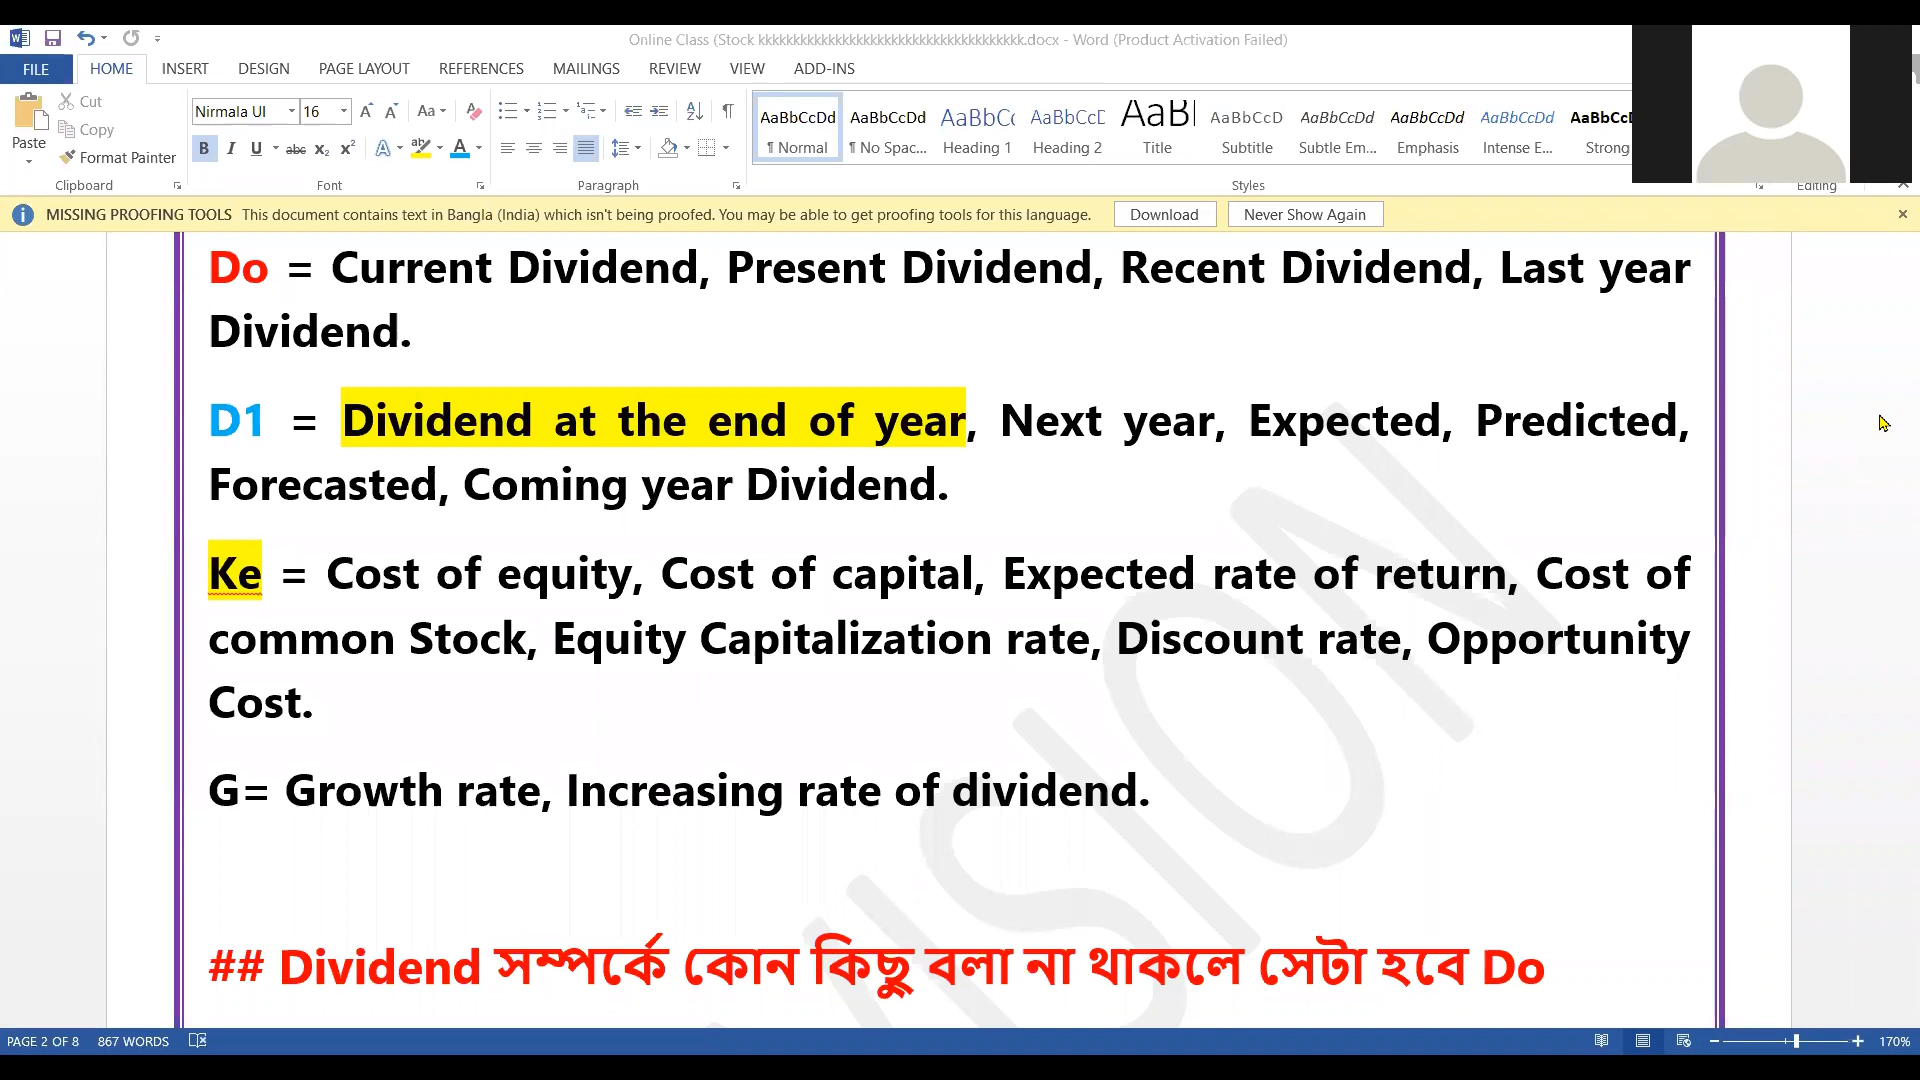 Online Class (Stock kkkkkkkkkkkkkkkkkkkkkkkkkkkkkkkkkkkkkk.docx - Word (Product Activation Failed)
FILE HOME INSERT DESIGN PAGE LAYOUT REFERENCES MAILINGS REVIEW VIEW ADD-INS
Cut
Copy
Format Painter
Paste
Nirmala UI 16
AaBbCcDd AaBbCcDd AaBbCc AaBbCcD AaBl AaBbCcD AaBbCcDd AaBbCcDd AaBbCcDd AaBbCcD
¶ Normal ¶ No Spac... Heading 1 Heading 2 Title Subtitle Subtle Em... Emphasis Intense E... Strong
Clipboard Font Paragraph Styles Editing
MISSING PROOFING TOOLS This document contains text in Bangla (India) which isn't being proofed. You may be able to get proofing tools for this language. Download Never Show Again
Do = Current Dividend, Present Dividend, Recent Dividend, Last year
Dividend.
D1 = Dividend at the end of year, Next year, Expected, Predicted,
Forecasted, Coming year Dividend.
Ke = Cost of equity, Cost of capital, Expected rate of return, Cost of
common Stock, Equity Capitalization rate, Discount rate, Opportunity
Cost.
G= Growth rate, Increasing rate of dividend.
## Dividend সম্পর্কে কোন কিছু বলা না থাকলে সেটা হবে Do
PAGE 2 OF 8 867 WORDS 170%